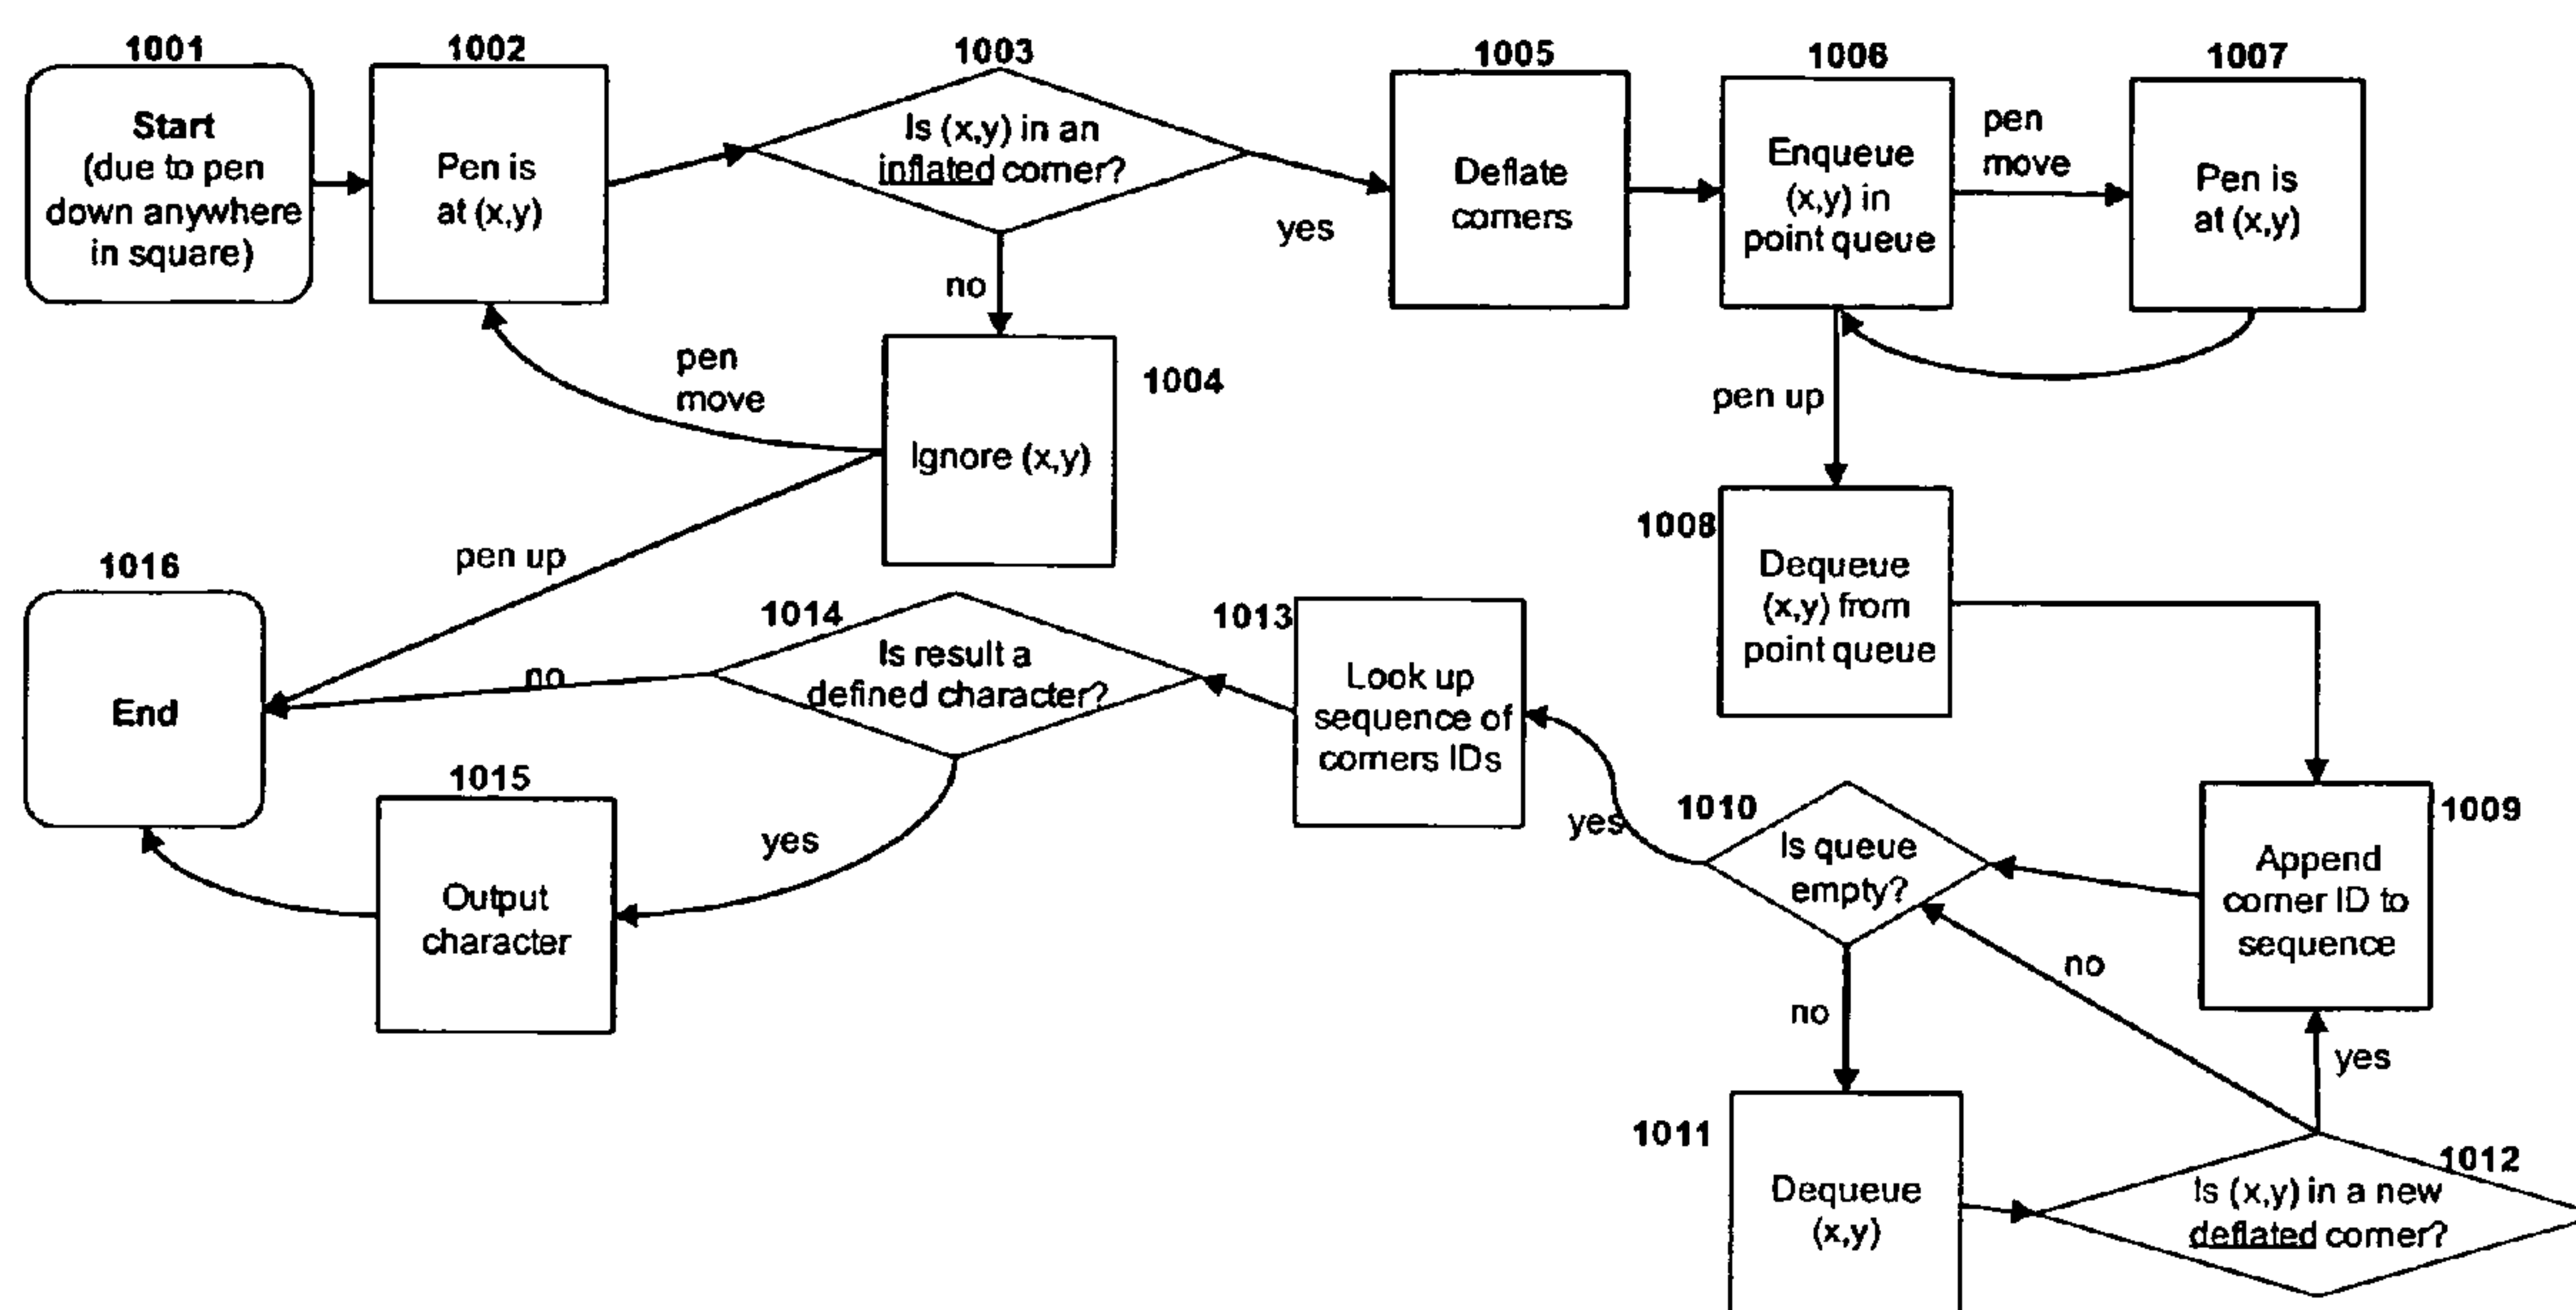 1001
Start
(due to pen
down anywhere
in square)
1002
Pen is
at (x,y)
1003
Is (x,y) in an
inflated corner?
yes
no
1005
Deflate
corners
1006
Enqueue
(x,y) in
point queue
pen
move
1007
Pen is
at (x,y)
pen
move
1004
Ignore (x,y)
pen up
pen up
1008
Dequeue
(x,y) from
point queue
1016
End
no
1014
Is result a
defined character?
yes
1013
Look up
sequence of
corners IDs
1015
Output
character
yes
1010
Is queue
empty?
no
1009
Append
corner ID to
sequence
no
yes
1011
Dequeue
(x,y)
1012
Is (x,y) in a new
deflated corner?